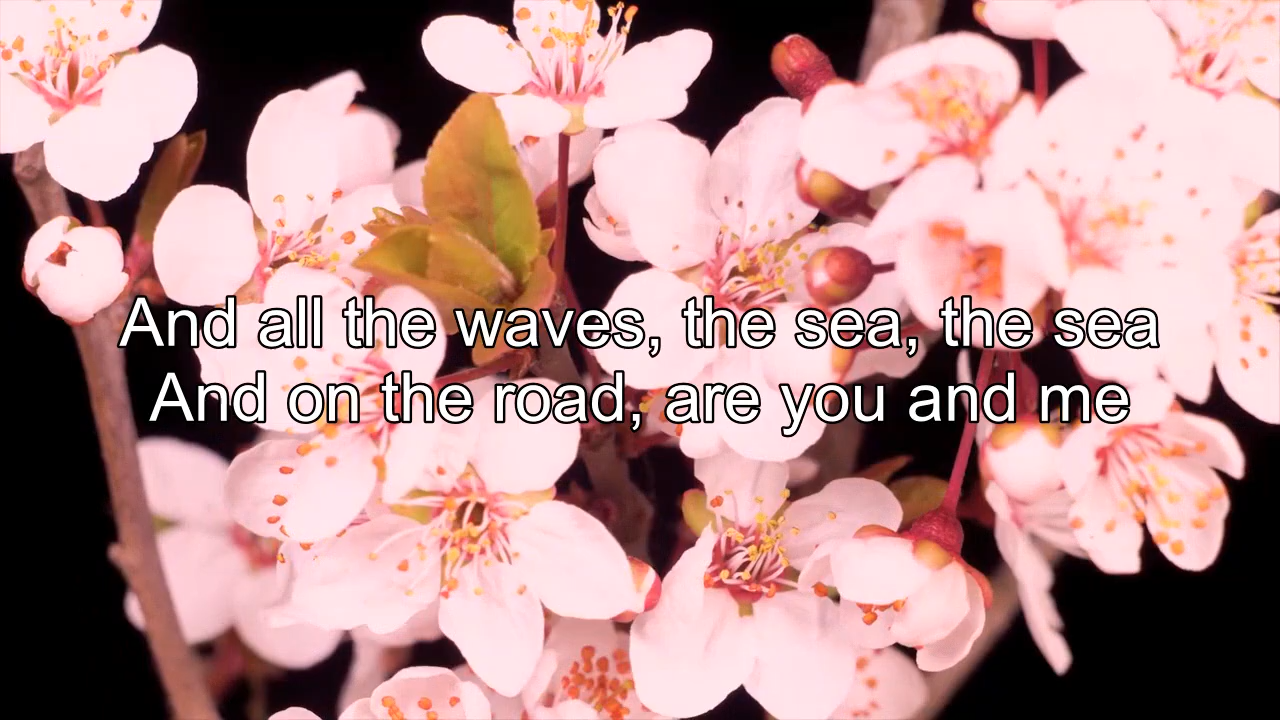 And all the waves, the sea, the sea
And on the road, are you and me